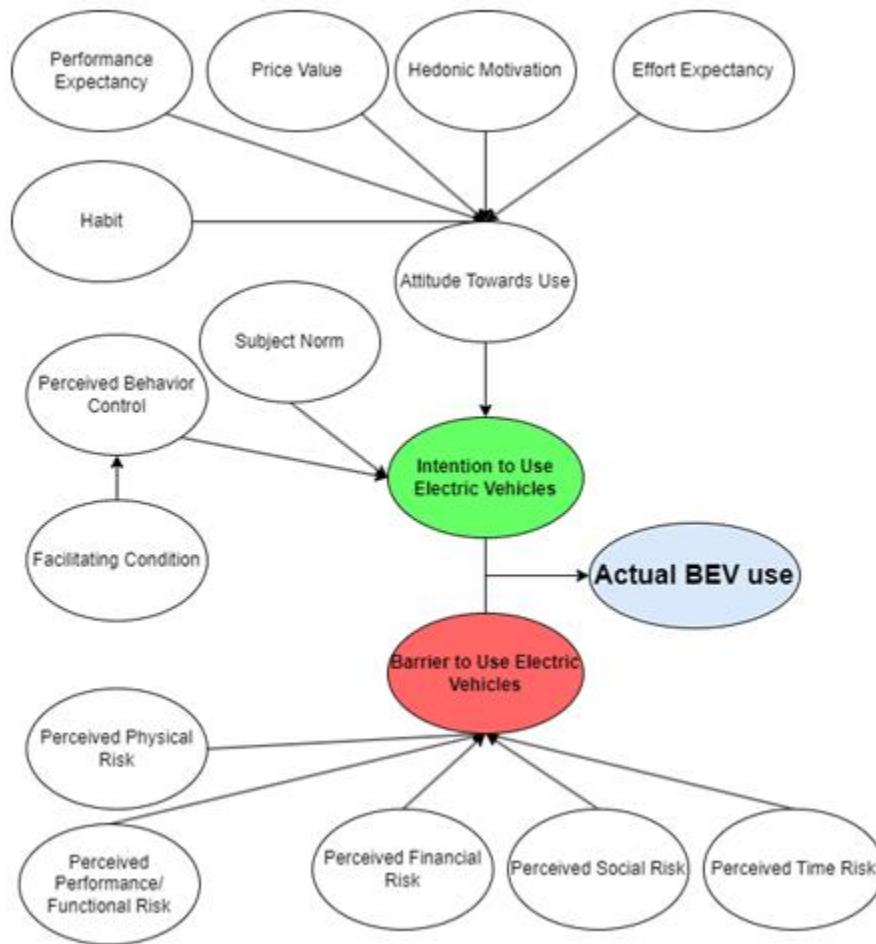 Performance
Expectancy
Price Value
Hedonic Motivation
Effort Expectancy
Habit
Attitude Towards Use
Subject Norm
Perceived Behavior
Control
Intention to Use
Electric Vehicles
Facilitating Condition
Actual BEV use
Barrier to Use Electric
Vehicles
Perceived Physical
Risk
Perceived
Performance/
Functional Risk
Perceived Financial
Risk
Perceived Social Risk
Perceived Time Risk